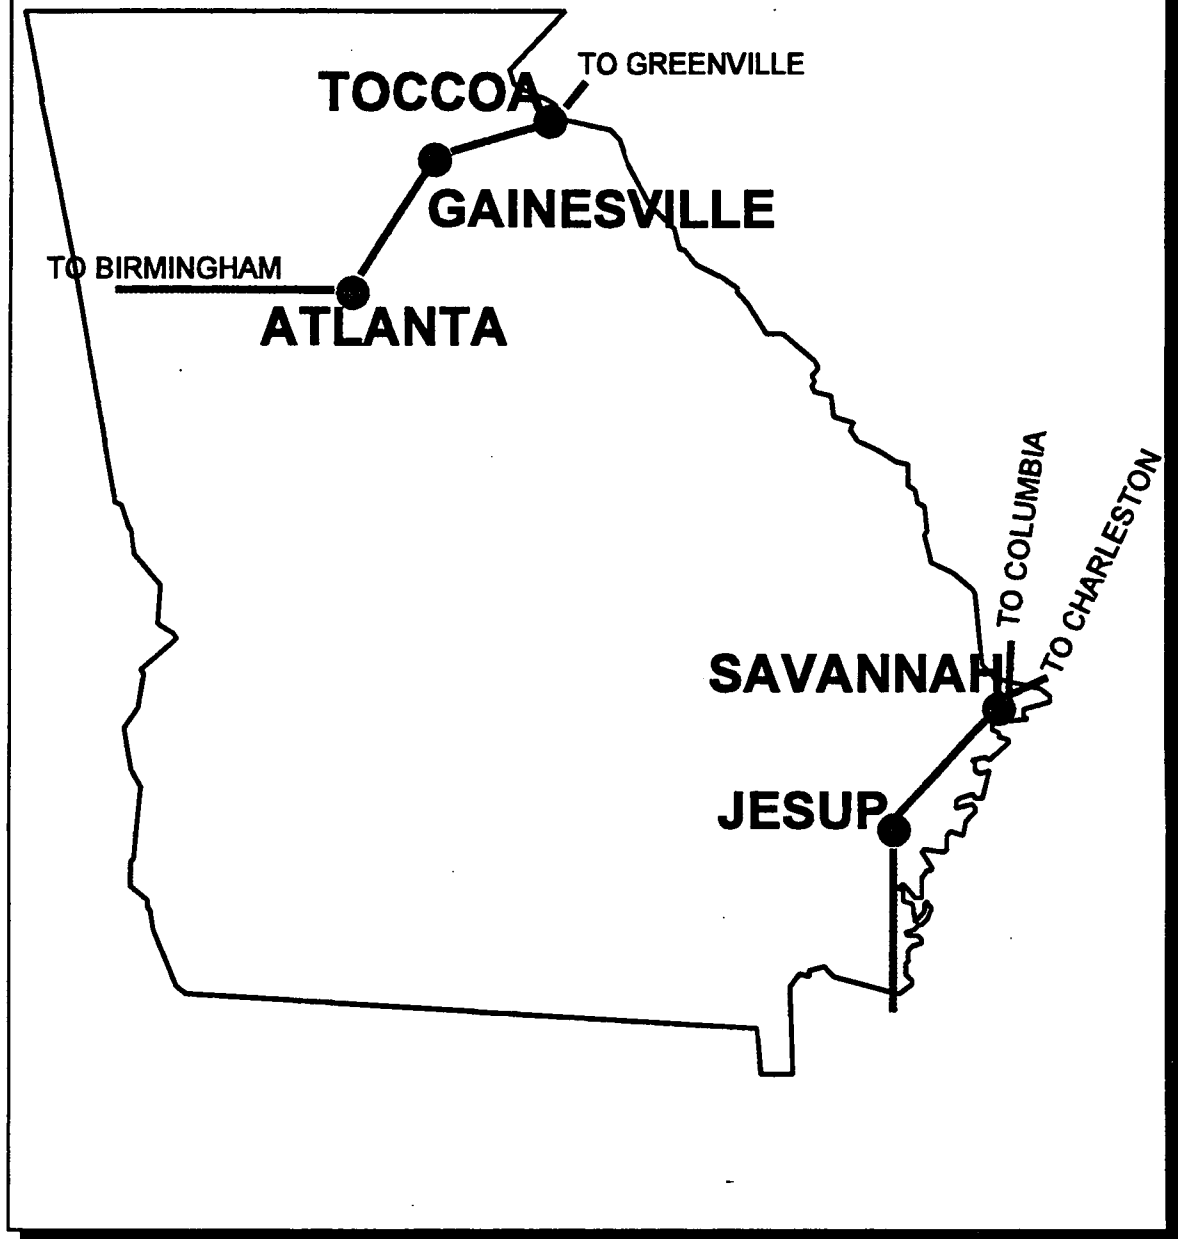 TO GREENVILLE
TOCCOA
GAINESVILLE
TO BIRMINGHAM
ATLANTA
TO COLUMBIA
TO CHARLESTON
SAVANNAH
JESUP